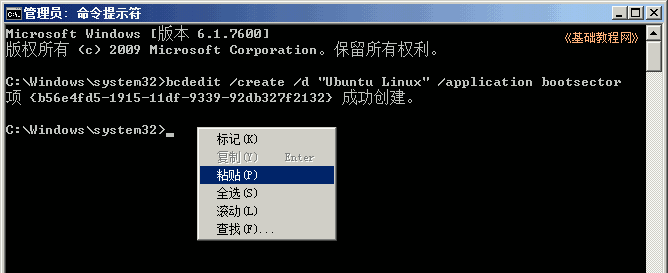 管理员: 命令提示符
Microsoft Windows [版本 6.1.7600]
版权所有 (c) 2009 Microsoft Corporation。保留所有权利。
《基础教程网》
C:\Windows\system32>bcdedit /create /d "Ubuntu Linux" /application bootsector
项 {b56e4fd5-1915-11df-9339-92db327f2132} 成功创建。
C:\Windows\system32>_
标记(K)
复制(Y) Enter
粘贴(P)
全选(S)
滚动(L)
查找(F)...